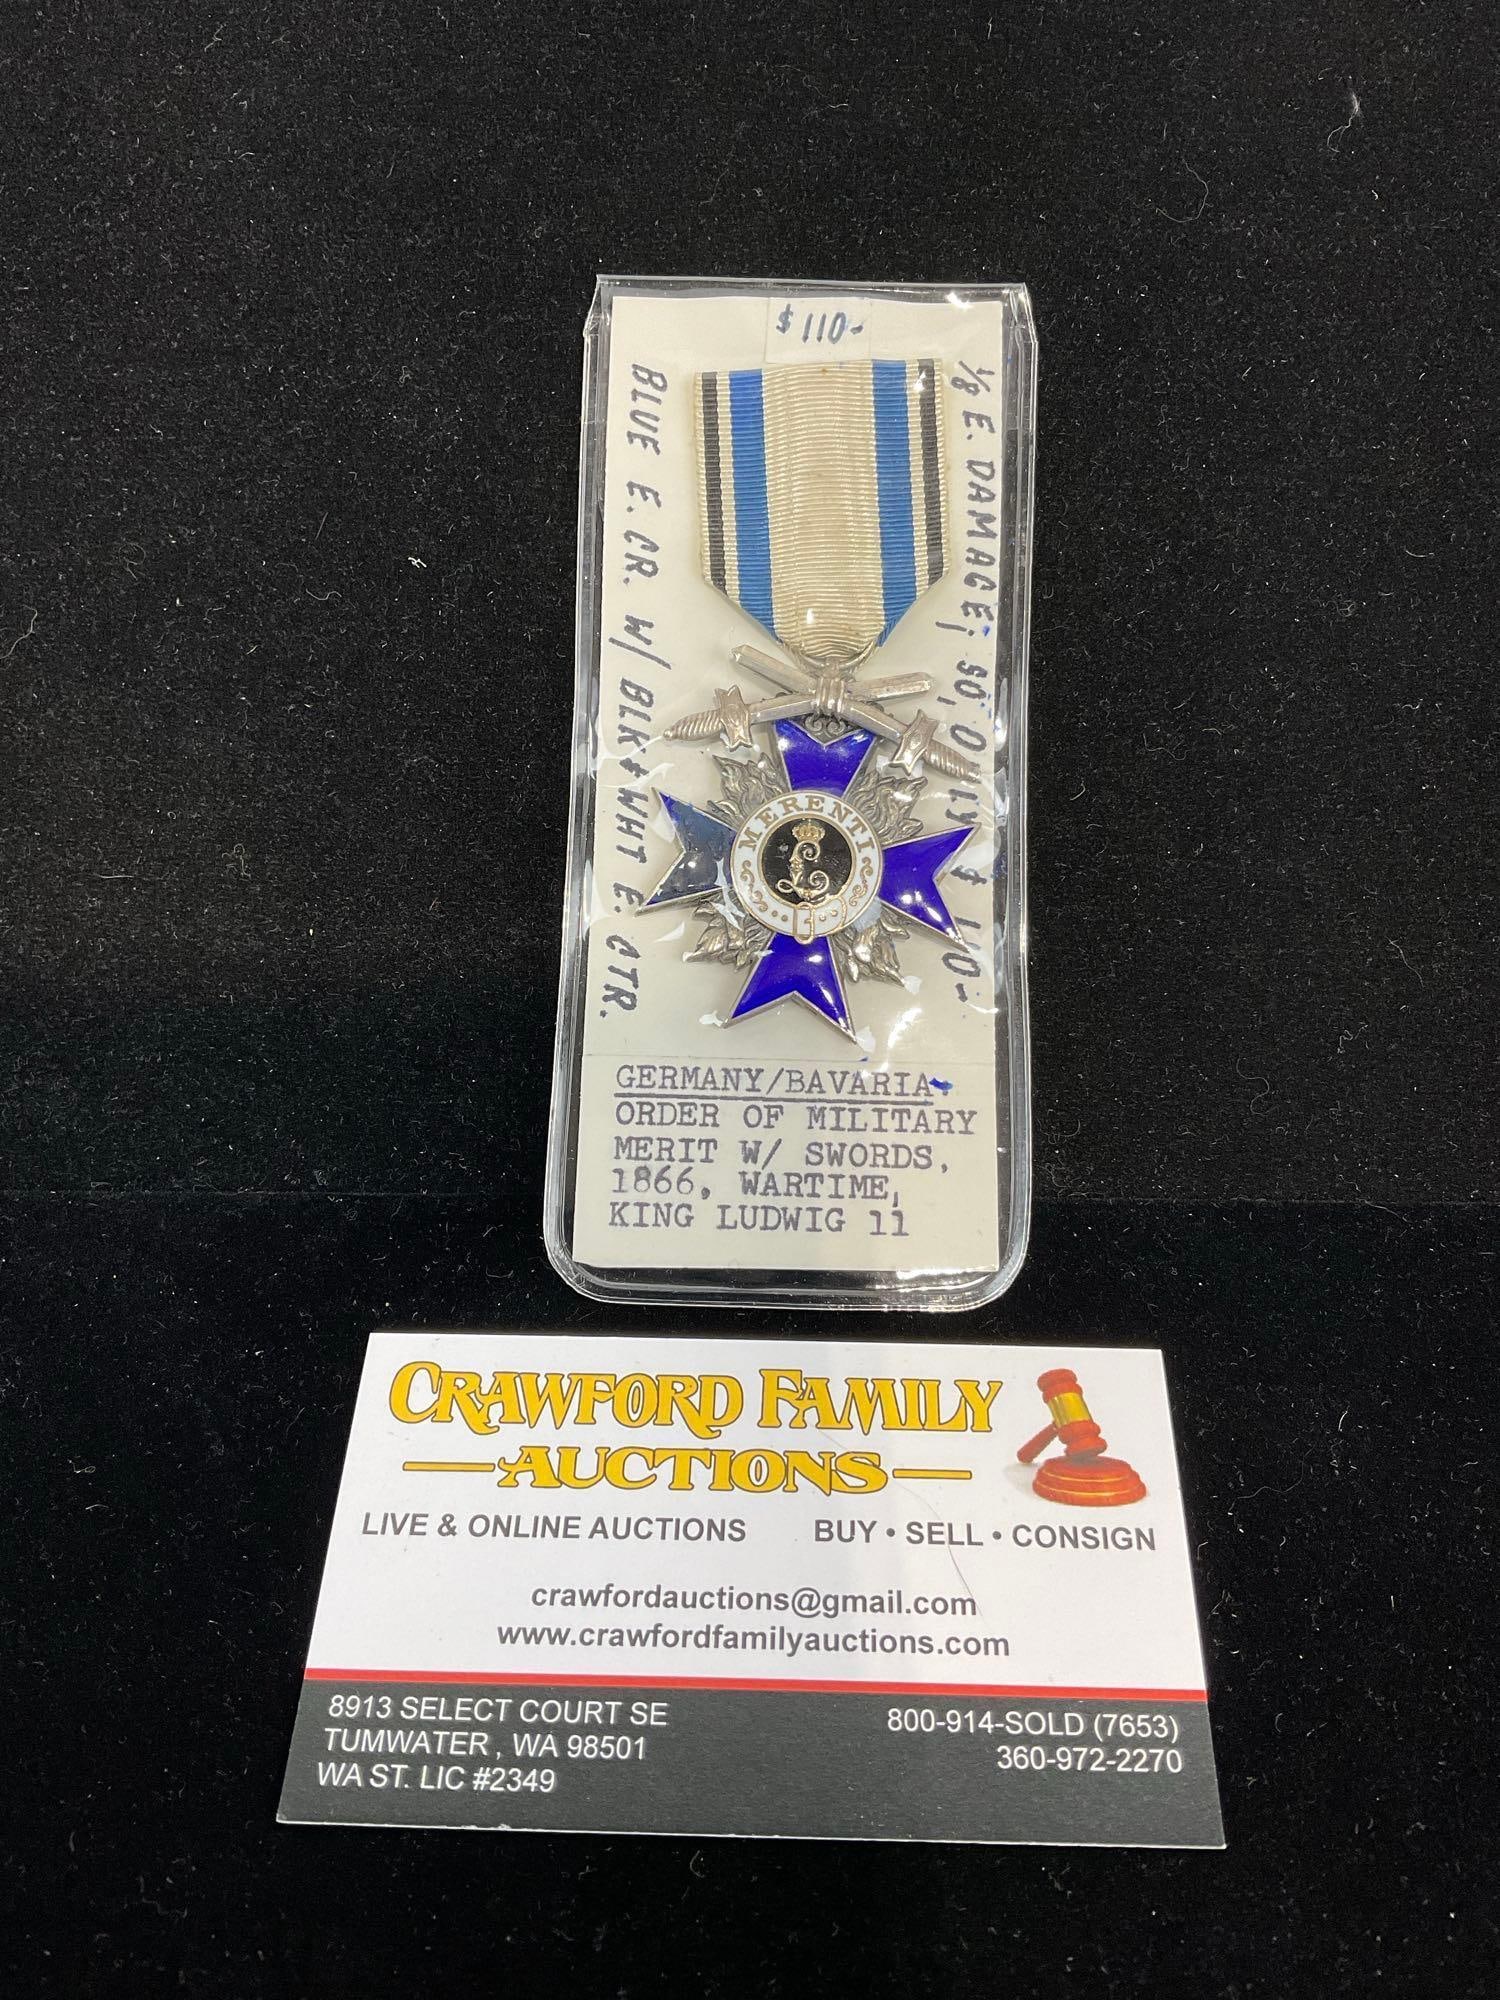 $ 110-
BLUE E. CR. W/ BLK & WHT E. CTR.
1/8 E. DAMAGE; SO, ONLY $ 110-
MERENTI
L
GERMANY/BAVARIA-
ORDER OF MILITARY
MERIT W/ SWORDS,
1866, WARTIME,
KING LUDWIG 11
CRAWFORD FAMILY
AUCTIONS
LIVE & ONLINE AUCTIONS BUY • SELL • CONSIGN
crawfordauctions@gmail.com
www.crawfordfamilyauctions.com
8913 SELECT COURT SE
TUMWATER , WA 98501
WA ST. LIC #2349
800-914-SOLD (7653)
360-972-2270